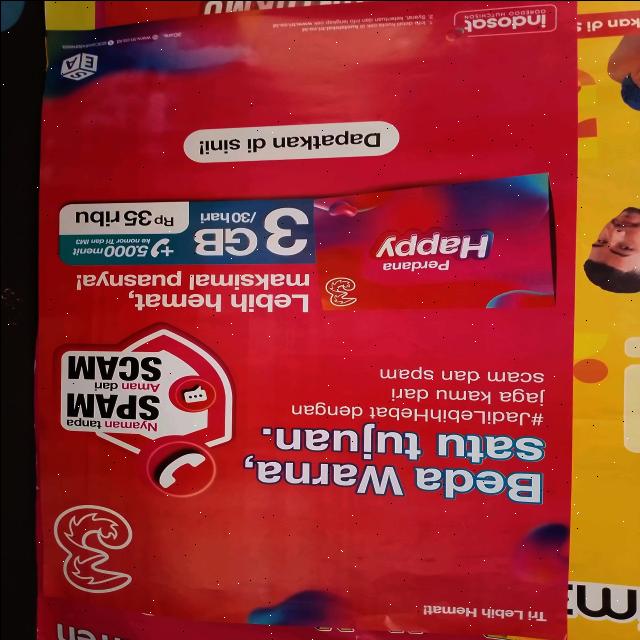 Tri Lebih Hemat!
Beda Warna,
satu tujuan.
#JadiLebihHebat dengan
jaga kamu dari
scam dan spam
Nyaman tanpa
SPAM
Aman dari
SCAM
Perdana
Happy
Lebih hemat,
maksimal puasnya!
3 GB /30 hari
+ 5.000 menit
ke nomor Tri dan IM3
Rp 35 ribu
Dapatkan di sini!
indosat
OOREDOO HUTCHISON